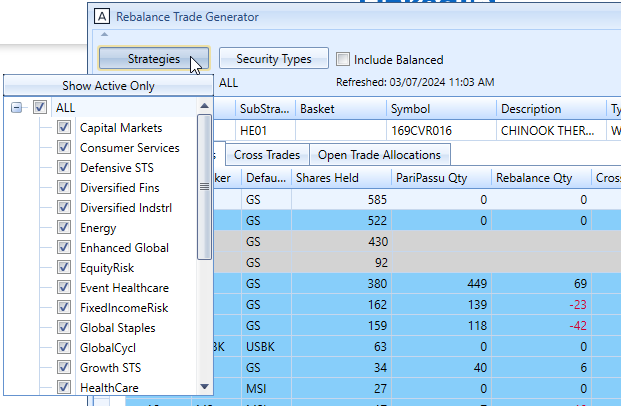 Rebalance Trade Generator
Strategies Security Types Include Balanced
Show Active Only ALL Refreshed: 03/07/2024 11:03 AM
ALL
Capital Markets
Consumer Services
Defensive STS
Diversified Fins
Diversified Indstrl
Energy
Enhanced Global
EquityRisk
Event Healthcare
FixedIncomeRisk
Global Staples
GlobalCycl
Growth STS
HealthCare
SubStra... Basket Symbol Description Ty
HE01 169CVR016 CHINOOK THER... W
s Cross Trades Open Trade Allocations
ker Defau... Shares Held PariPassu Qty Rebalance Qty Cros
GS 585 0 0
GS 522 0 0
GS 430
GS 92
GS 380 449 69
GS 162 139 -23
GS 159 118 -42
BK USBK 63 0 0
GS 34 40 6
MSI 27 0 0